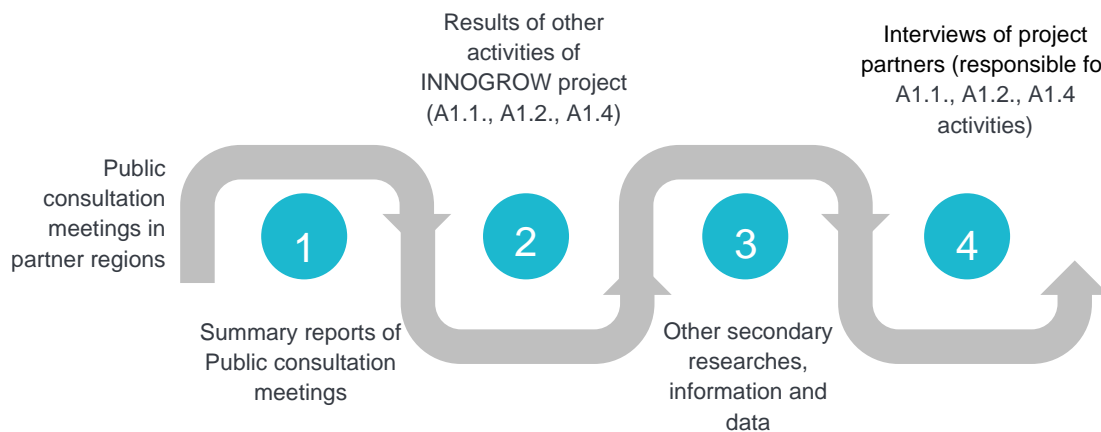 Public
consultation
meetings in
partner regions
1
Summary reports of
Public consultation
meetings
Results of other
activities of
INNOGROW project
(A1.1., A1.2., A1.4)
2
3
Other secondary
researches,
information and
data
Interviews of project
partners (responsible fo
A1.1., A1.2., A1.4
activities)
4